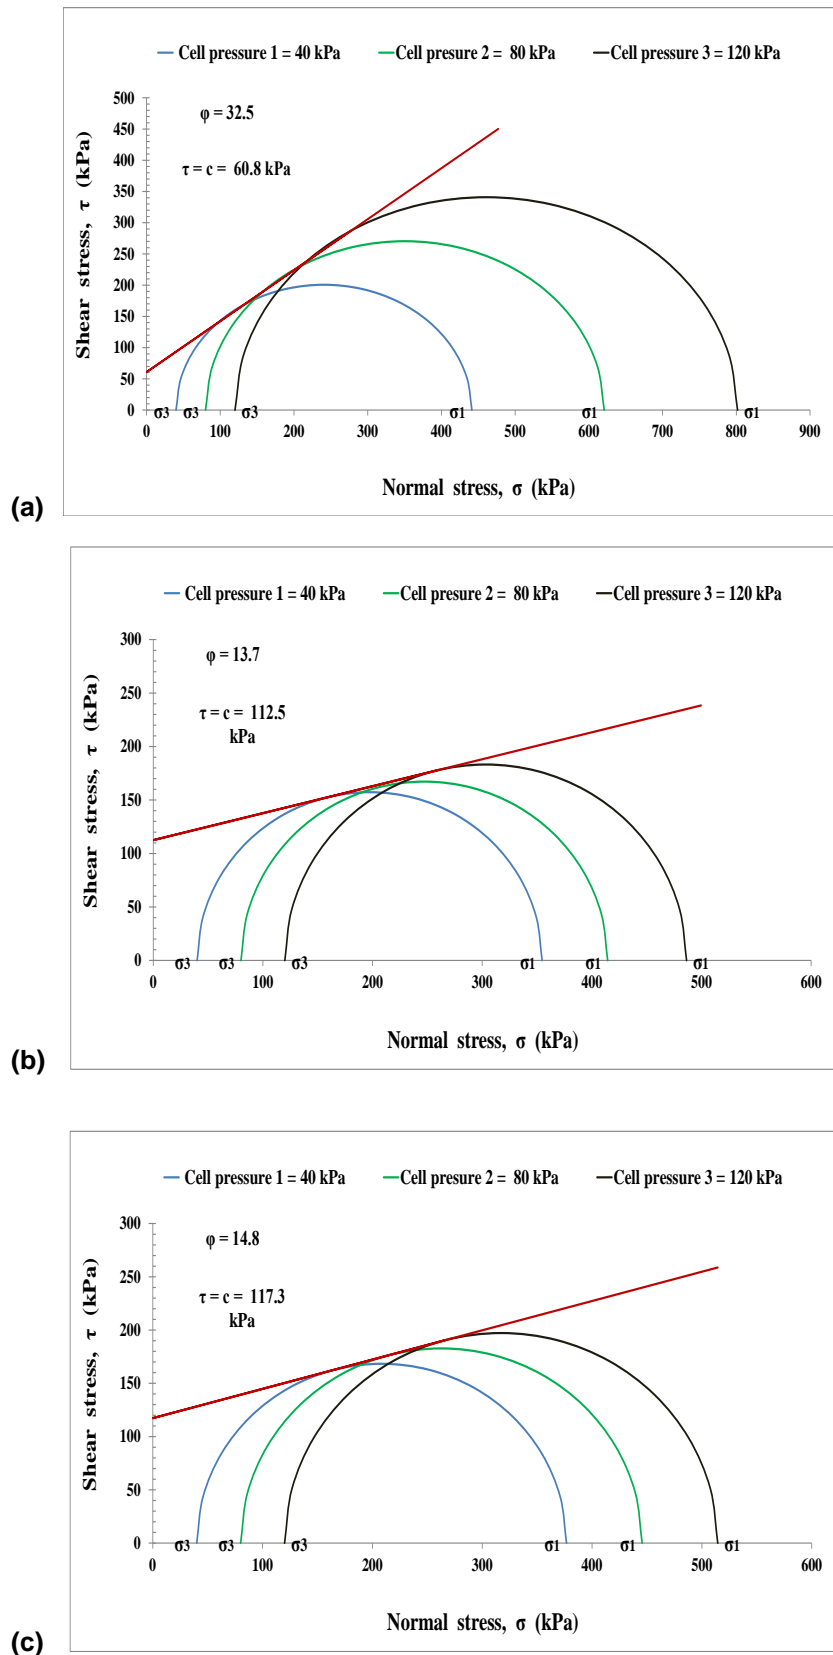 Cell pressure 1 = 40 kPa Cell presure 2 = 80 kPa Cell pressure 3 = 120 kPa
500
450
400
350
300
250
200
150
100
50
0
φ = 32.5
τ = c = 60.8 kPa
Shear stress, τ (kPa)
σ3 σ3 σ3 σ1 σ1 σ1
0 100 200 300 400 500 600 700 800 900
Normal stress, σ (kPa)
(a)
Cell pressure 1 = 40 kPa Cell presure 2 = 80 kPa Cell pressure 3 = 120 kPa
300
250
200
150
100
50
0
φ = 13.7
τ = c = 112.5
kPa
Shear stress, τ (kPa)
σ3 σ3 σ3 σ1 σ1 σ1
0 100 200 300 400 500 600
Normal stress, σ (kPa)
(b)
Cell pressure 1 = 40 kPa Cell presure 2 = 80 kPa Cell pressure 3 = 120 kPa
300
250
200
150
100
50
0
φ = 14.8
τ = c = 117.3
kPa
Shear stress, τ (kPa)
σ3 σ3 σ3 σ1 σ1 σ1
0 100 200 300 400 500 600
Normal stress, σ (kPa)
(c)